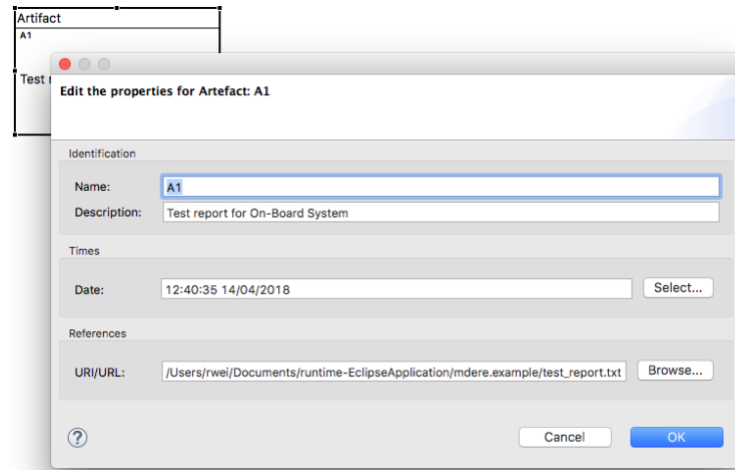 Artifact
A1
Test r
Edit the properties for Artefact: A1
Identification
Name: A1
Description: Test report for On-Board System
Times
Date: 12:40:35 14/04/2018 Select...
References
URI/URL: /Users/rwei/Documents/runtime-EclipseApplication/mdere.example/test_report.txt Browse...
? Cancel OK